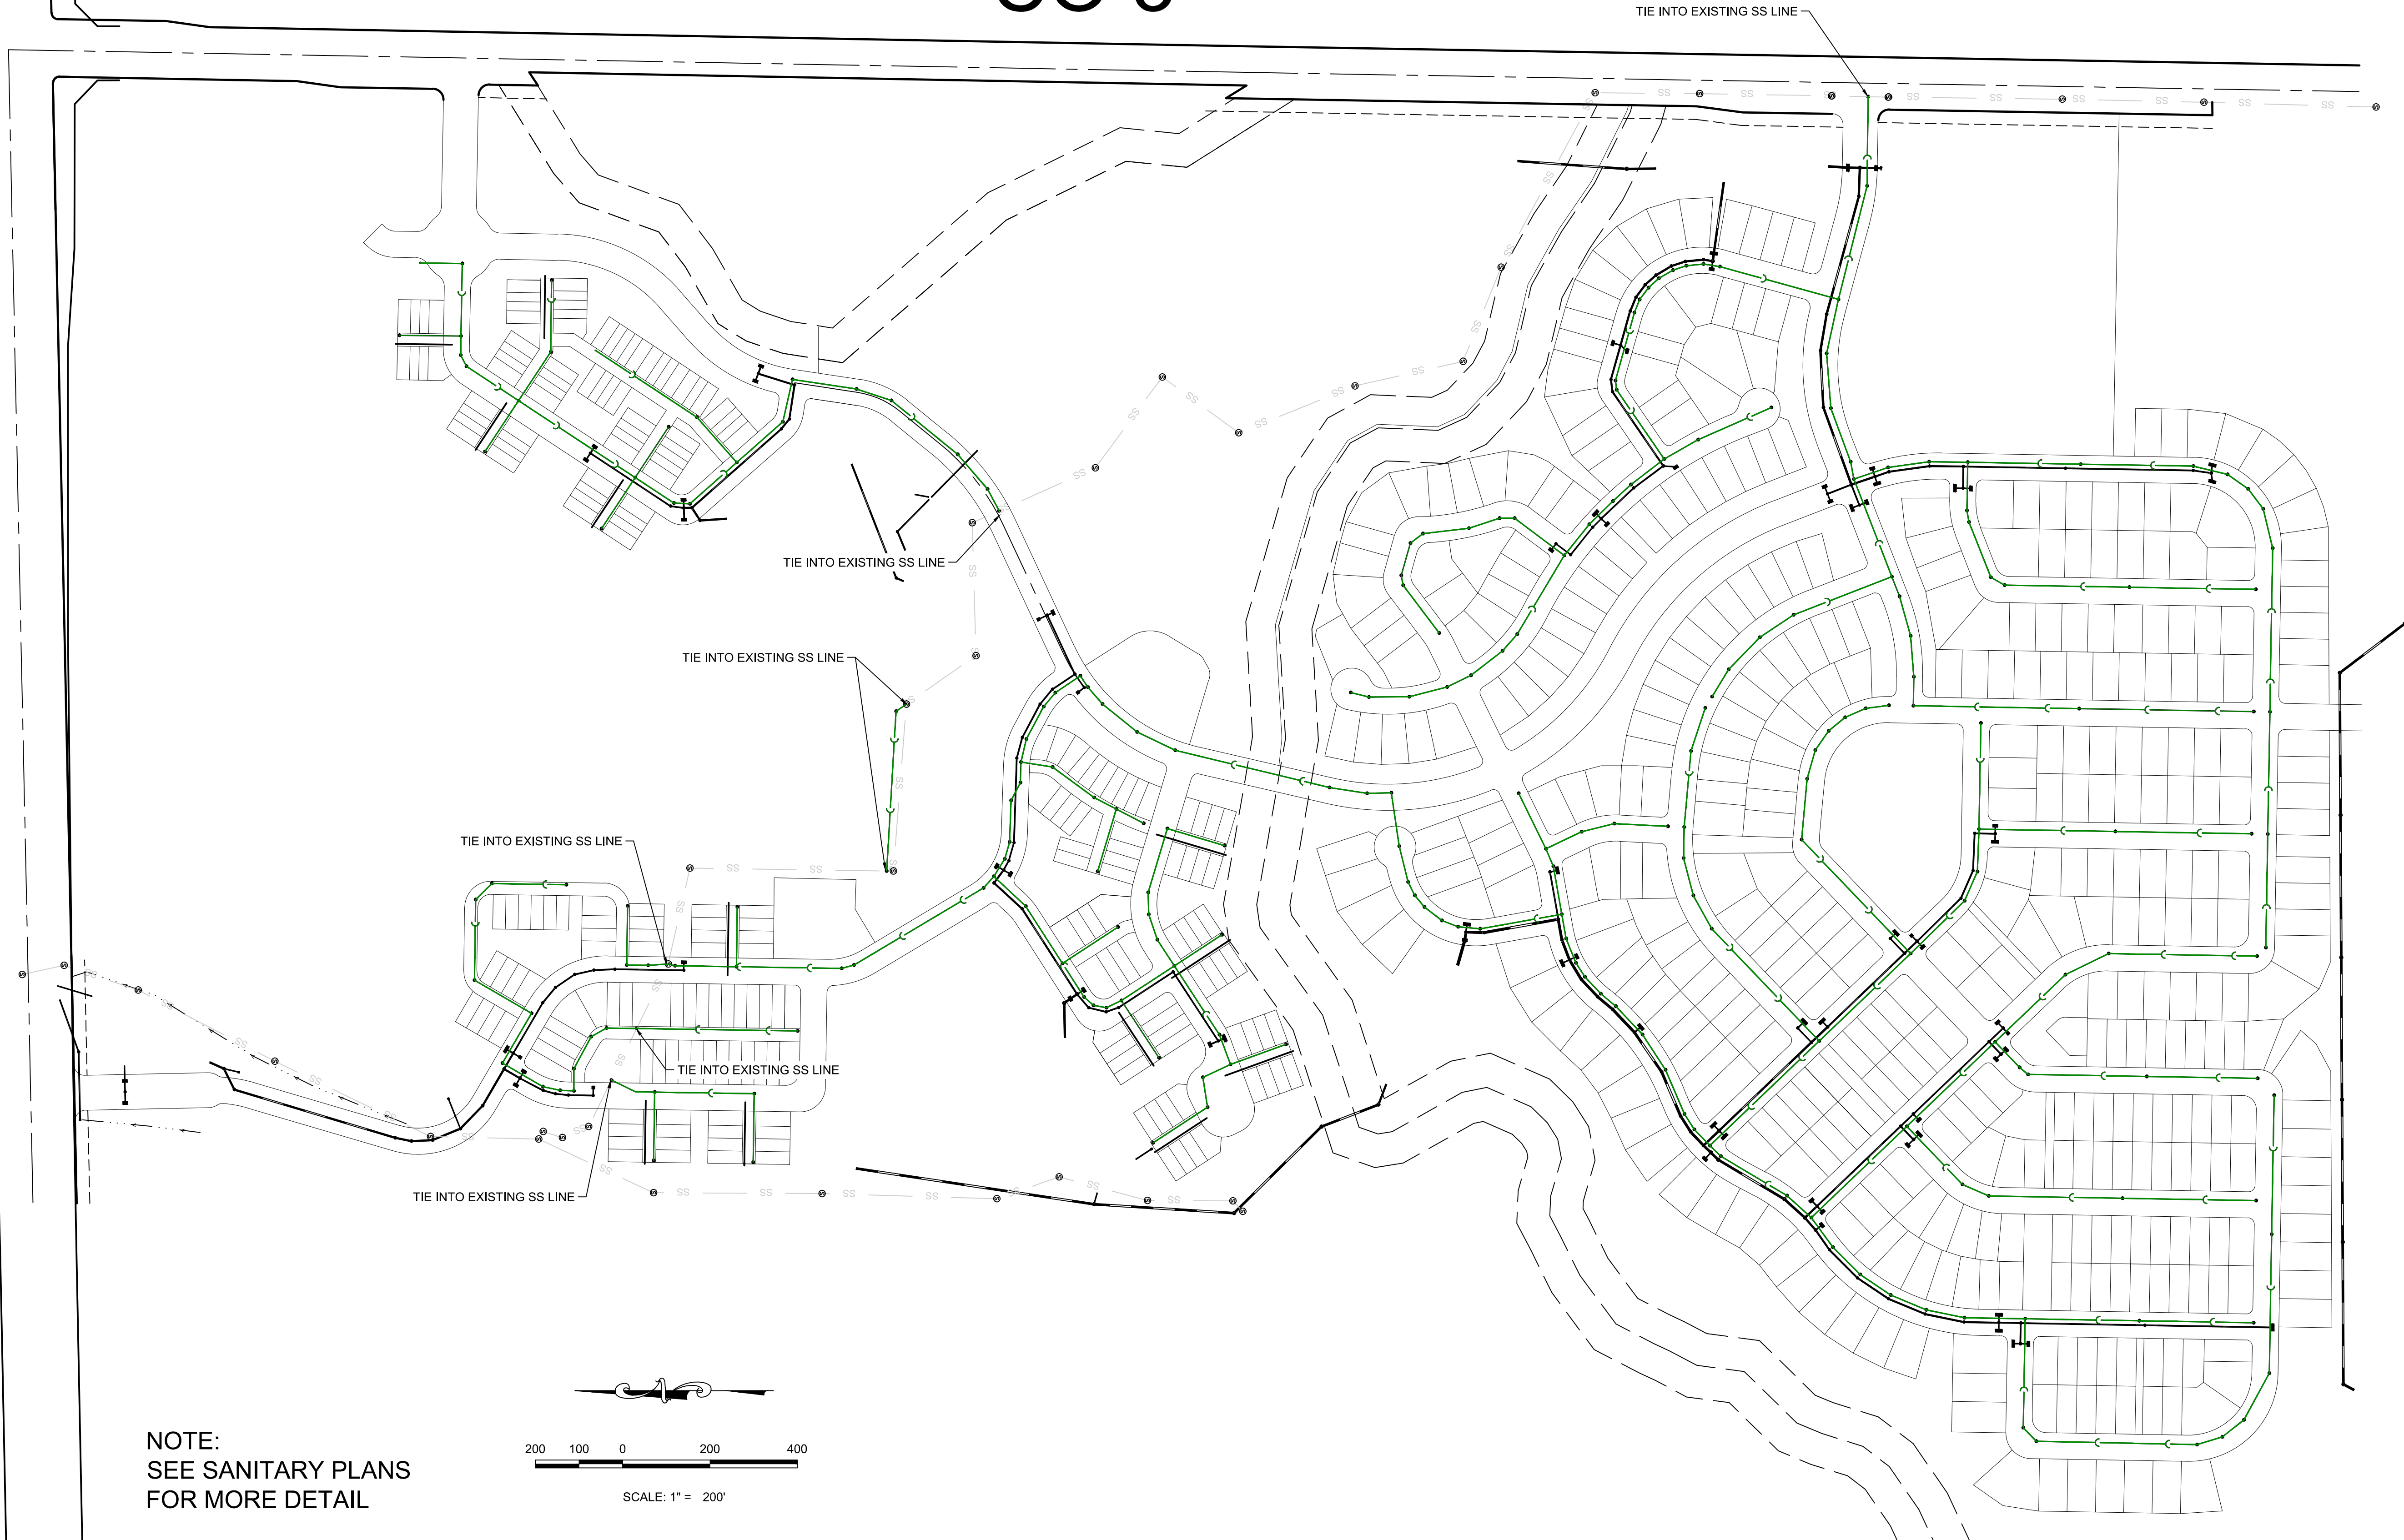 TIE INTO EXISTING SS LINE
TIE INTO EXISTING SS LINE
TIE INTO EXISTING SS LINE
TIE INTO EXISTING SS LINE
TIE INTO EXISTING SS LINE
TIE INTO EXISTING SS LINE
NOTE:
SEE SANITARY PLANS
FOR MORE DETAIL
200 100 0 200 400
SCALE: 1" = 200'